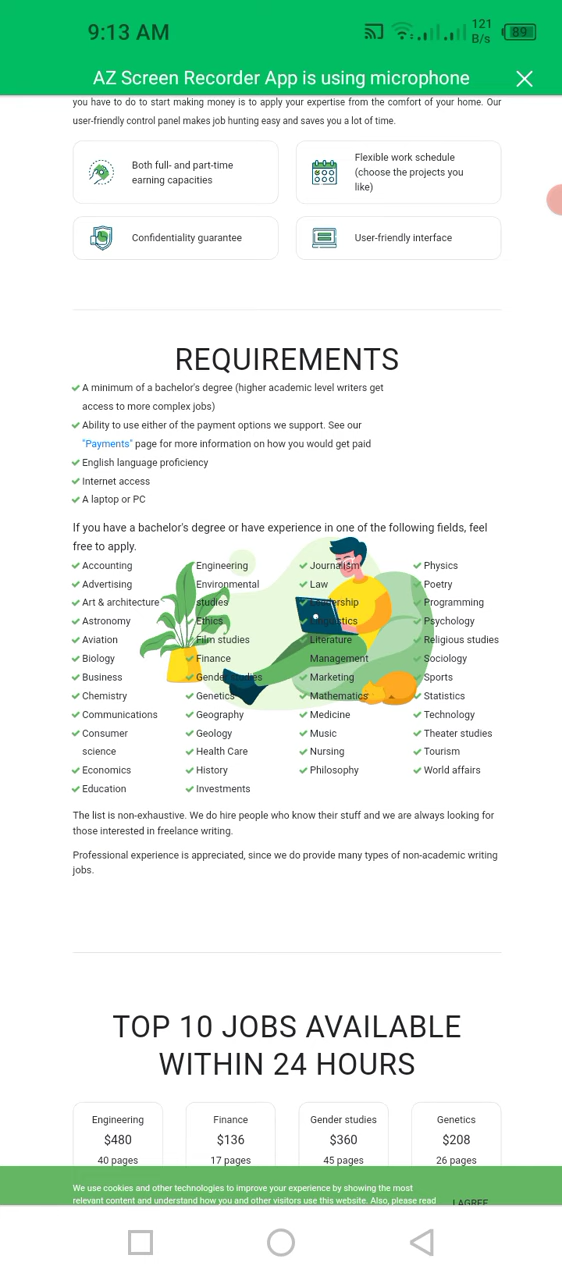 9:13 AM
121
B/s
89
AZ Screen Recorder App is using microphone
you have to do to start making money is to apply your expertise from the comfort of your home. Our
user-friendly control panel makes job hunting easy and saves you a lot of time.
Both full- and part-time
earning capacities
Flexible work schedule
(choose the projects you
like)
Confidentiality guarantee
User-friendly interface
REQUIREMENTS
A minimum of a bachelor's degree (higher academic level writers get
access to more complex jobs)
Ability to use either of the payment options we support. See our
"Payments" page for more information on how you would get paid
English language proficiency
Internet access
A laptop or PC
If you have a bachelor's degree or have experience in one of the following fields, feel
free to apply.
Accounting
Advertising
Art & architecture
Astronomy
Aviation
Biology
Business
Chemistry
Communications
Consumer
science
Economics
Education
Engineering
Environmental
studies
Ethics
Film studies
Finance
Gender studies
Genetics
Geography
Geology
Health Care
History
Investments
Journalism
Law
Leadership
Linguistics
Literature
Management
Marketing
Mathematics
Medicine
Music
Nursing
Philosophy
Physics
Poetry
Programming
Psychology
Religious studies
Sociology
Sports
Statistics
Technology
Theater studies
Tourism
World affairs
The list is non-exhaustive. We do hire people who know their stuff and we are always looking for
those interested in freelance writing.
Professional experience is appreciated, since we do provide many types of non-academic writing
jobs.
TOP 10 JOBS AVAILABLE
WITHIN 24 HOURS
Engineering
$480
40 pages
Finance
$136
17 pages
Gender studies
$360
45 pages
Genetics
$208
26 pages
We use cookies and other technologies to improve your experience by showing the most
relevant content and understand how you and other visitors use this website. Also, please read
I AGREE